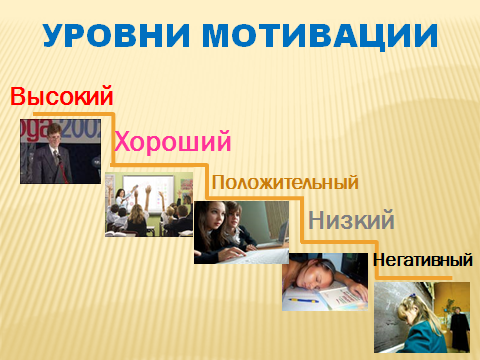 УРОВНИ МОТИВАЦИИ
Высокий
Хороший
Положительный
Низкий
Негативный